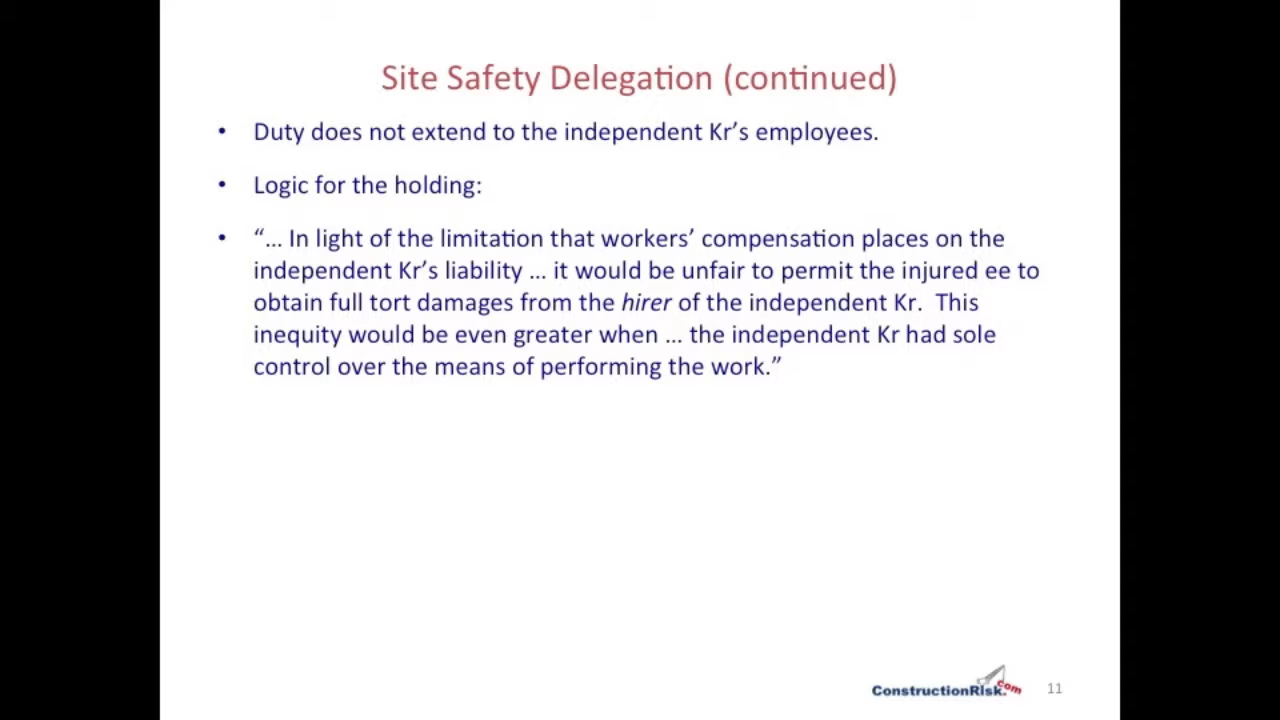 Site Safety Delegation (continued)
• Duty does not extend to the independent Kr’s employees.
• Logic for the holding:
• “… In light of the limitation that workers’ compensation places on the
independent Kr’s liability … it would be unfair to permit the injured ee to
obtain full tort damages from the hirer of the independent Kr.  This
inequity would be even greater when … the independent Kr had sole
control over the means of performing the work.”
ConstructionRisk.com
11